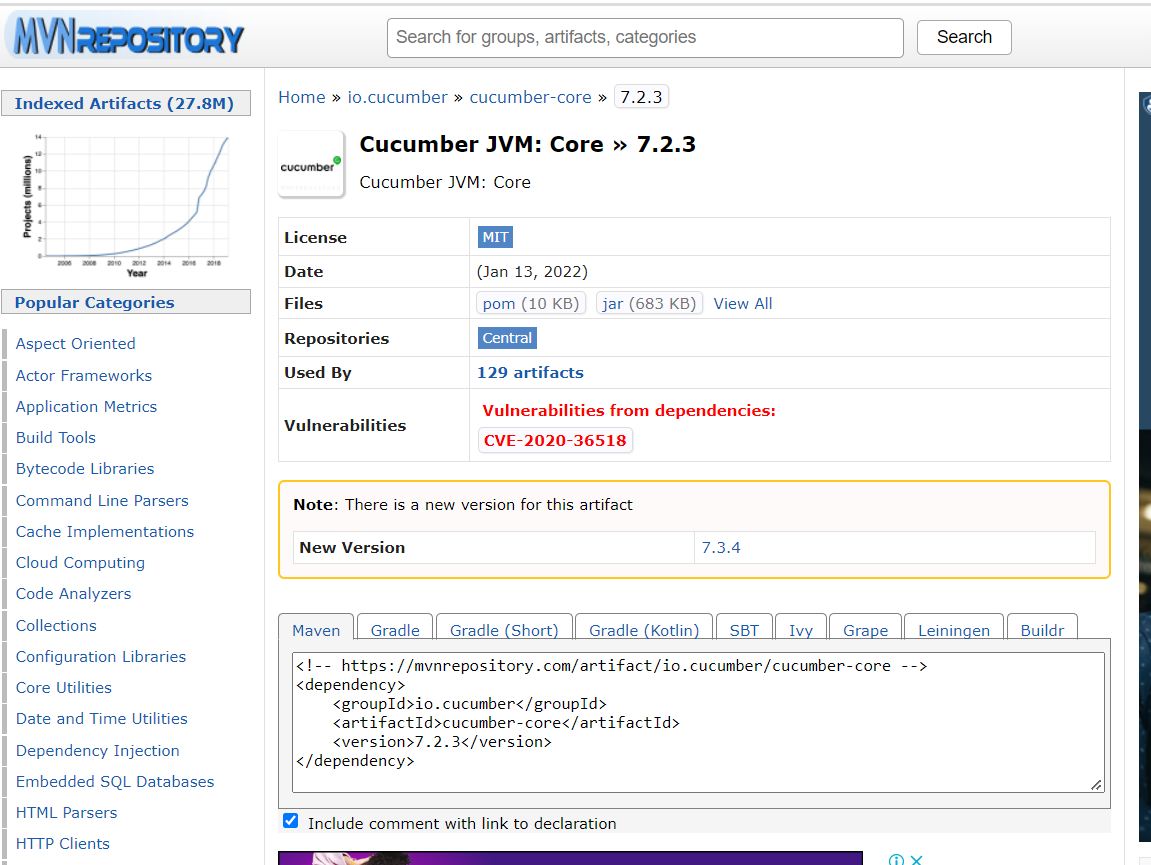 MVNREPOSITORY
Search for groups, artifacts, categories
Search
Indexed Artifacts (27.8M)
Projects (millions)
14
12
10
8
6
4
2
0
2006 2008 2010 2012 2014 2016 2018
Year
Popular Categories
Aspect Oriented
Actor Frameworks
Application Metrics
Build Tools
Bytecode Libraries
Command Line Parsers
Cache Implementations
Cloud Computing
Code Analyzers
Collections
Configuration Libraries
Core Utilities
Date and Time Utilities
Dependency Injection
Embedded SQL Databases
HTML Parsers
HTTP Clients
Home » io.cucumber » cucumber-core » 7.2.3
cucumber
Cucumber JVM: Core » 7.2.3
Cucumber JVM: Core
License MIT
Date (Jan 13, 2022)
Files pom (10 KB) jar (683 KB) View All
Repositories Central
Used By 129 artifacts
Vulnerabilities Vulnerabilities from dependencies:
CVE-2020-36518
Note: There is a new version for this artifact
New Version 7.3.4
Maven Gradle Gradle (Short) Gradle (Kotlin) SBT Ivy Grape Leiningen Buildr
<!-- https://mvnrepository.com/artifact/io.cucumber/cucumber-core -->
<dependency>
    <groupId>io.cucumber</groupId>
    <artifactId>cucumber-core</artifactId>
    <version>7.2.3</version>
</dependency>
Include comment with link to declaration